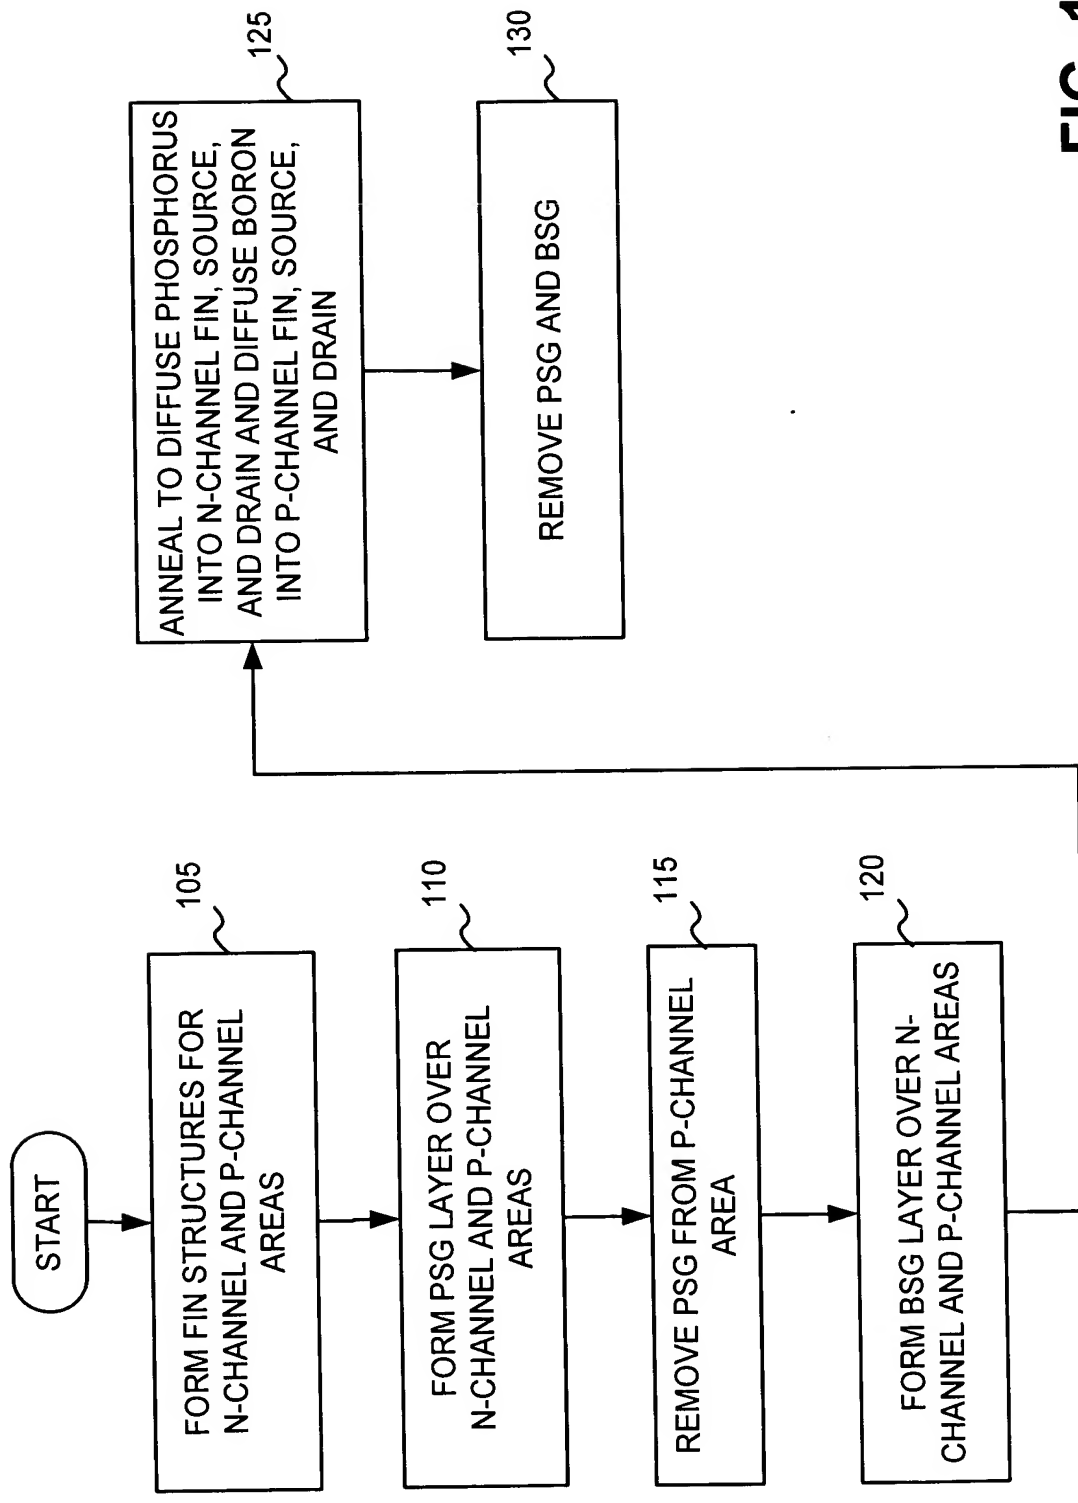 START
105
FORM FIN STRUCTURES FOR
N-CHANNEL AND P-CHANNEL
AREAS
110
FORM PSG LAYER OVER
N-CHANNEL AND P-CHANNEL
AREAS
115
REMOVE PSG FROM P-CHANNEL
AREA
120
FORM BSG LAYER OVER N-
CHANNEL AND P-CHANNEL AREAS
125
ANNEAL TO DIFFUSE PHOSPHORUS
INTO N-CHANNEL FIN, SOURCE,
AND DRAIN AND DIFFUSE BORON
INTO P-CHANNEL FIN, SOURCE,
AND DRAIN
130
REMOVE PSG AND BSG
FIG. 1